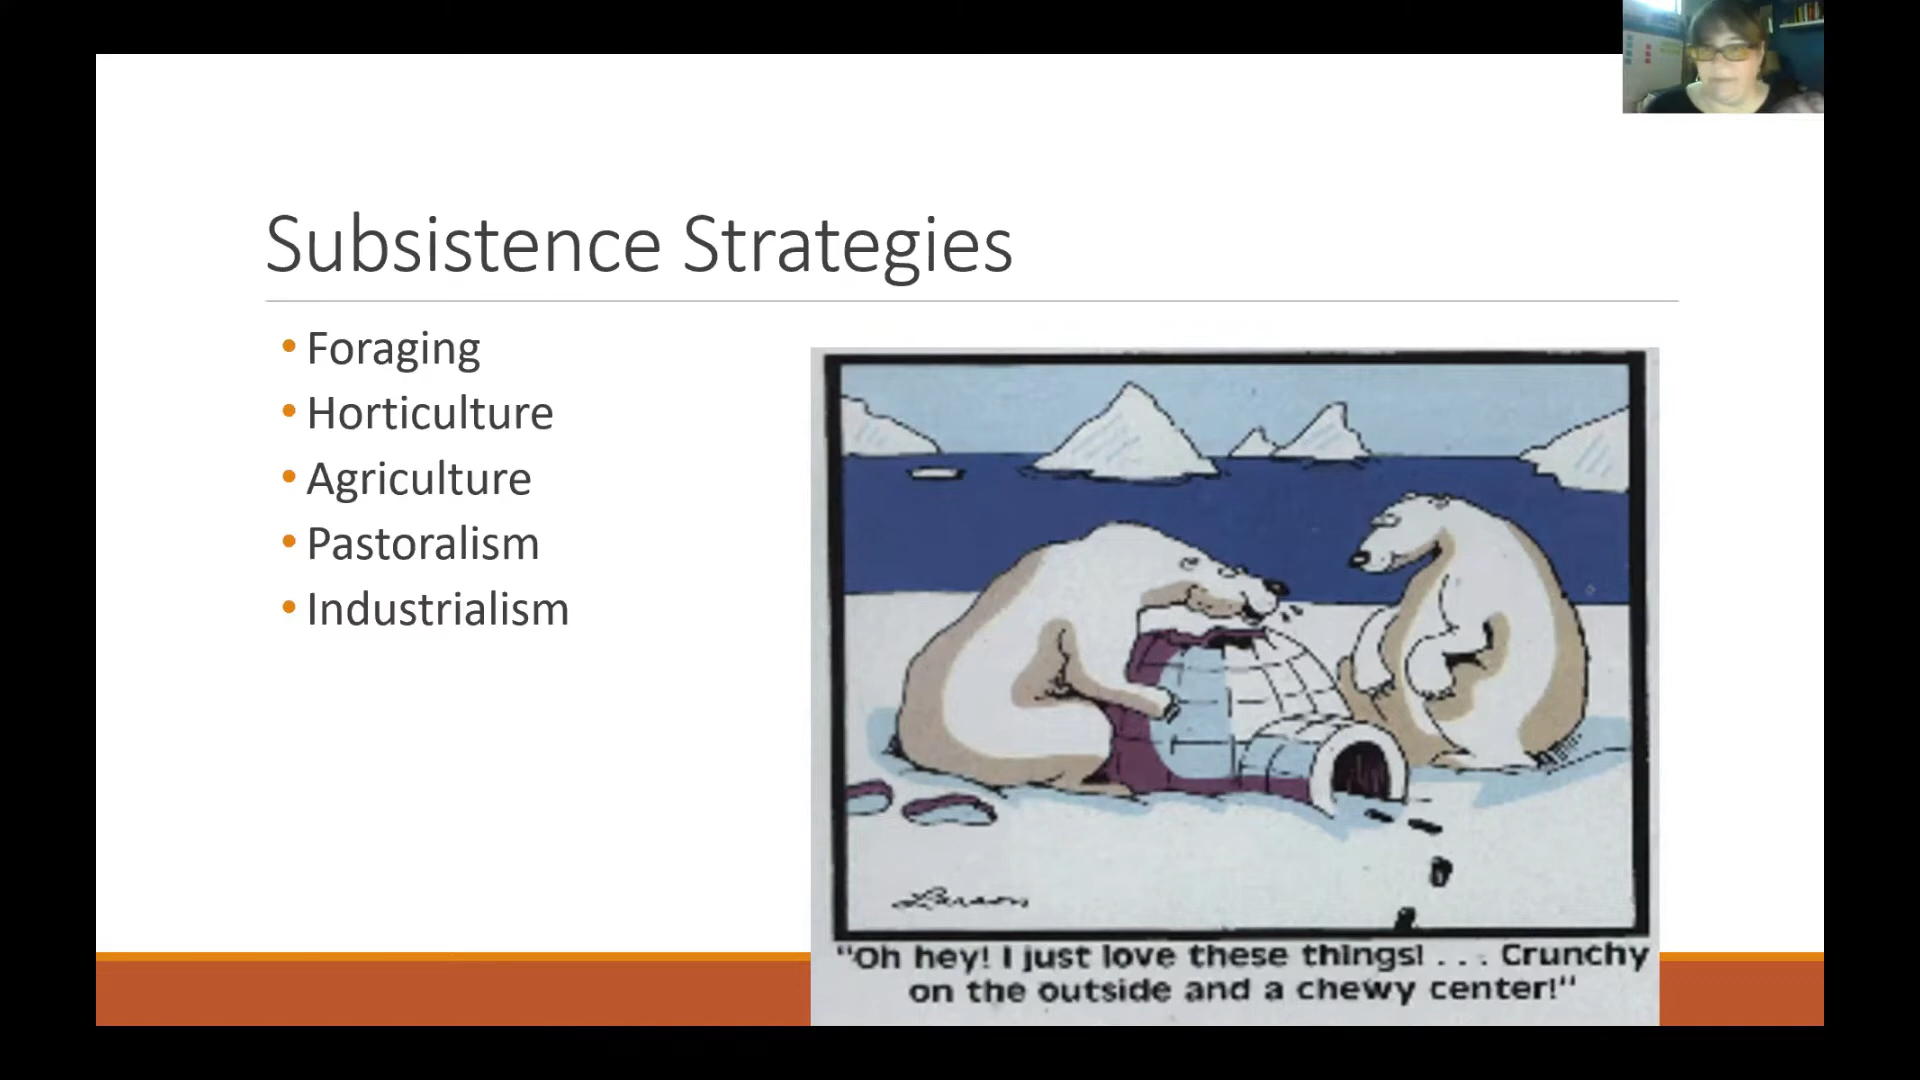 Subsistence Strategies
• Foraging
• Horticulture
• Agriculture
• Pastoralism
• Industrialism
Larson
"Oh hey! I just love these things! . . . Crunchy
on the outside and a chewy center!"